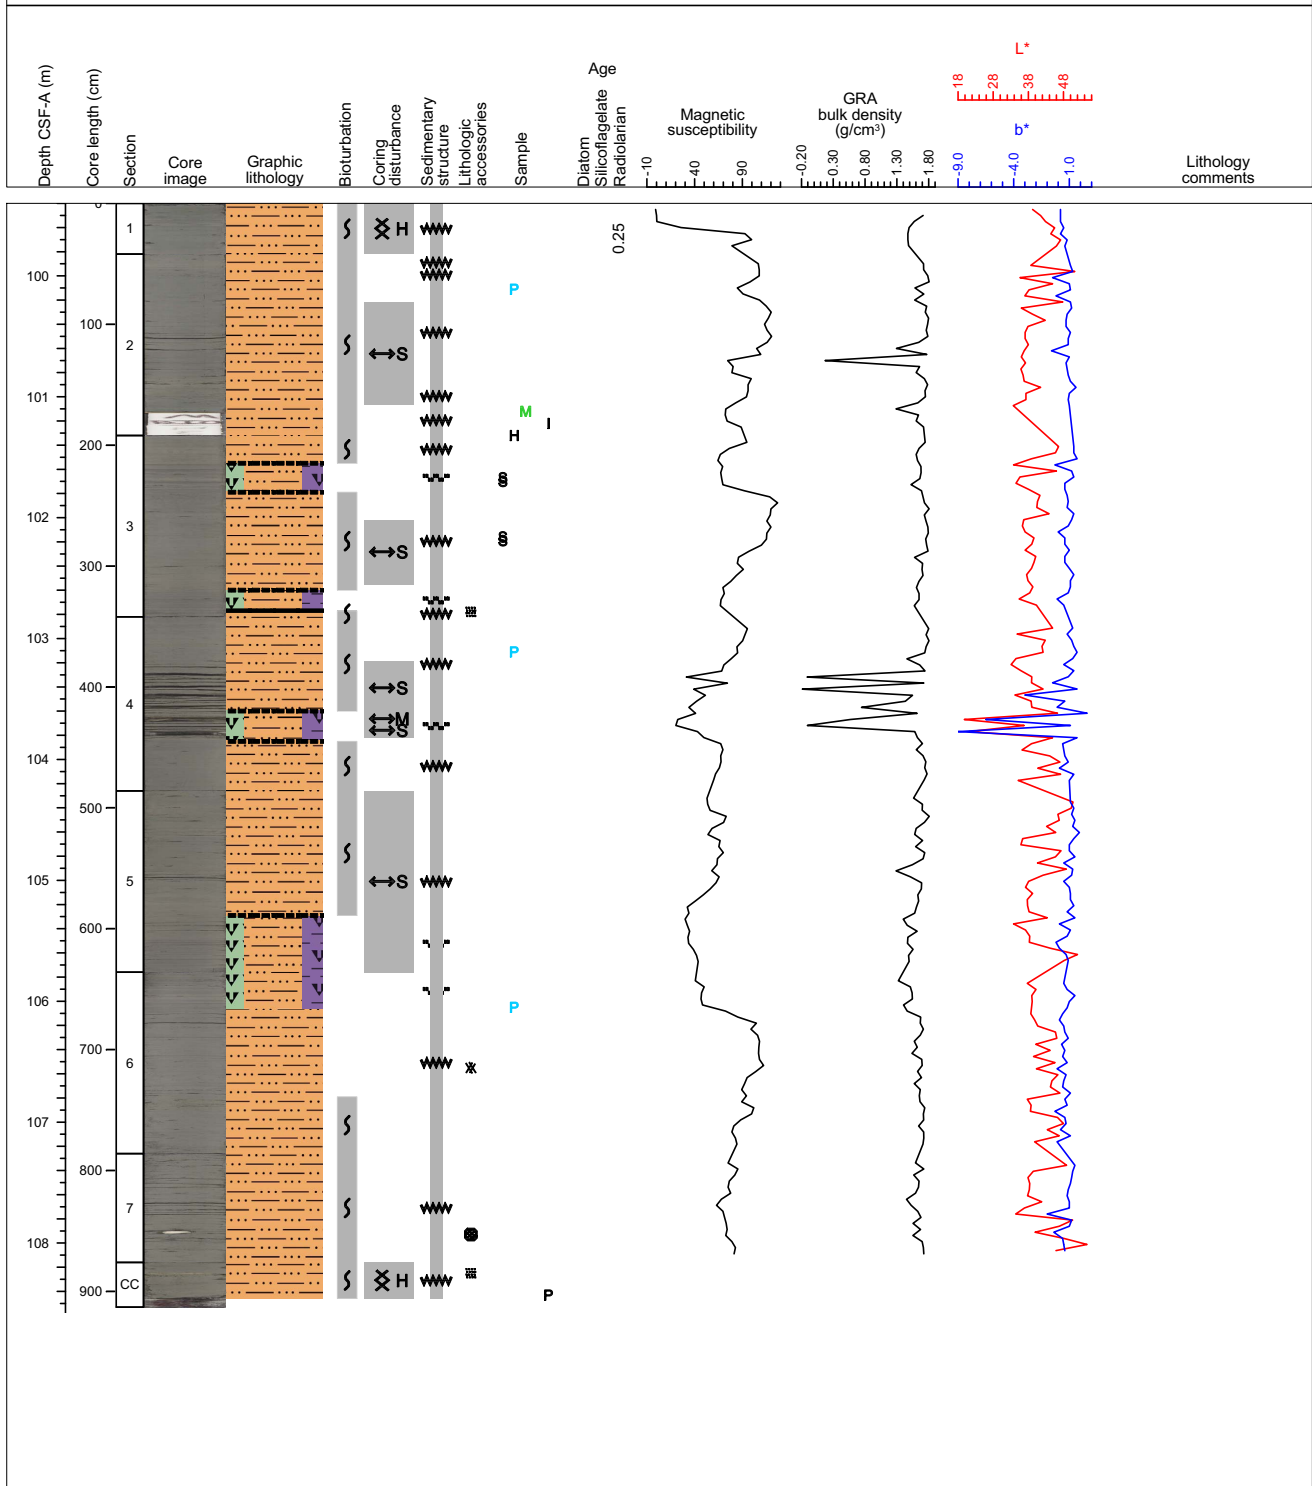 Depth CSF-A (m)
Core length (cm)
Section
Core
image
Graphic
lithology
Bioturbation
Coring
disturbance
Sedimentary
structure
Lithologic
accessories
Sample
Age
Diatom
Silicoflagelate
Radiolarian
Magnetic
susceptibility
-10
40
90
GRA
bulk density
(g/cm³)
-0.20
0.30
0.80
1.30
1.80
L*
18
28
38
48
b*
-9.0
-4.0
1.0
Lithology
comments
0
1
H
0.25
100
P
100
2
S
101
M
I
H
200
S
S
102
3
S
S
S
300
103
P
400
S
4
M
S
104
500
5
S
105
600
106
P
700
6
107
800
7
108
CC
H
900
P